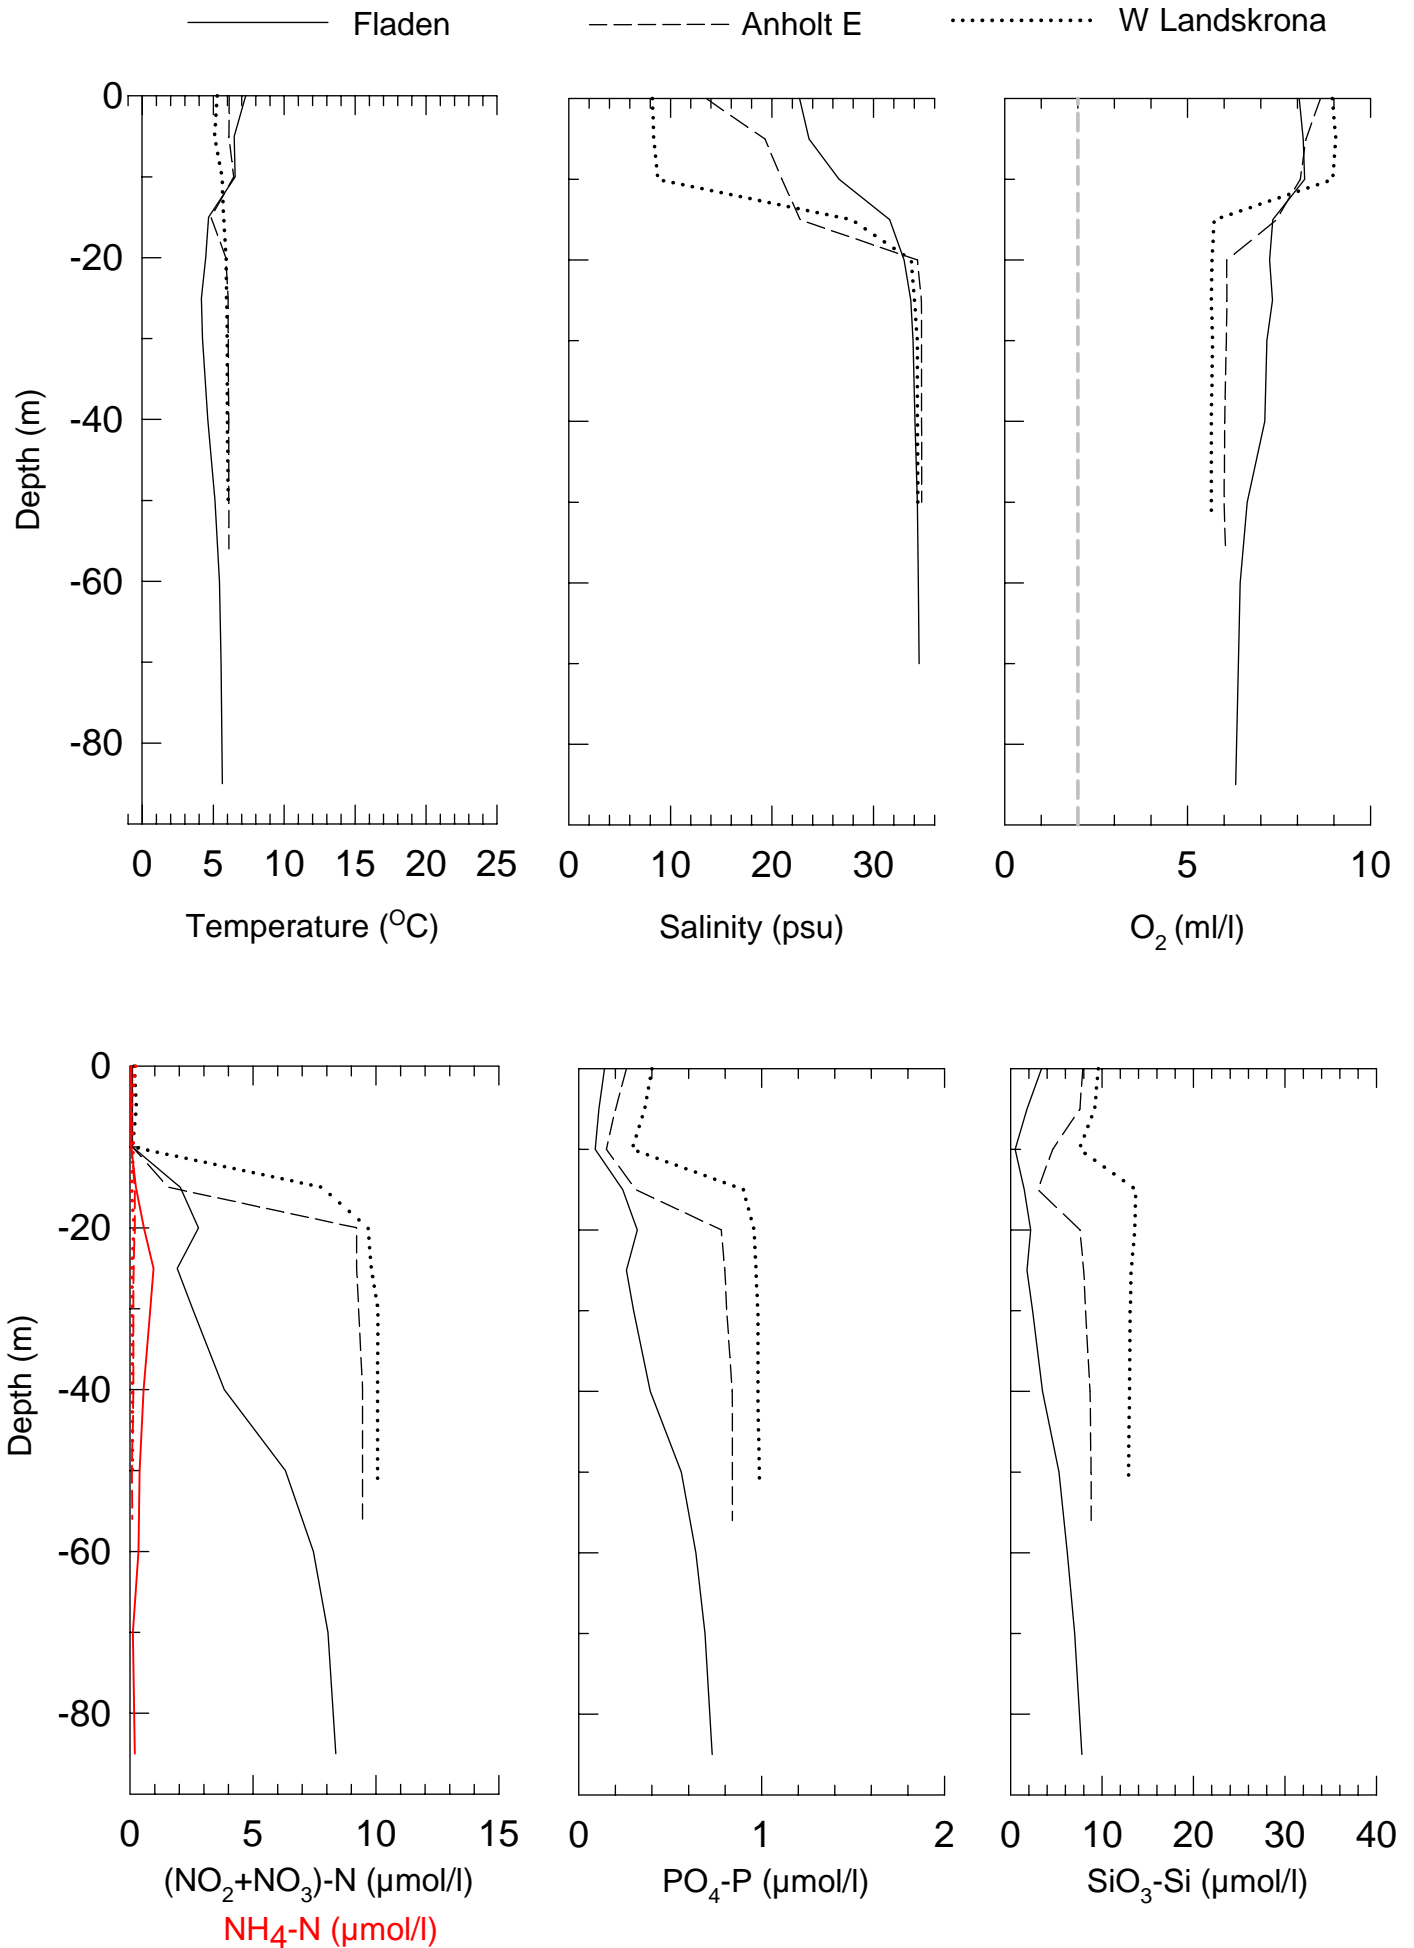 Fladen Anholt E W Landskrona
0
-20
-40
-60
-80
Depth (m)
0 5 10 15 20 25
Temperature (OC)
0 10 20 30
Salinity (psu)
0 5 10
O2 (ml/l)
0
-20
-40
-60
-80
Depth (m)
0 5 10 15
(NO2+NO3)-N (µmol/l)
NH4-N (µmol/l)
0 1 2
PO4-P (µmol/l)
0 10 20 30 40
SiO3-Si (µmol/l)